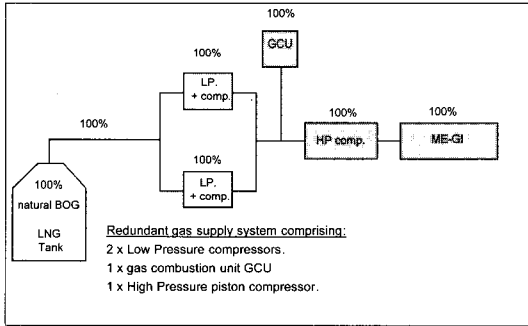 100%
GCU
100%
LP.
+ comp.
100%
100%
HP comp.
100%
ME-GI
100%
LP.
+ comp.
100%
natural BOG
LNG
Tank
Redundant gas supply system comprising:
2 x Low Pressure compressors.
1 x gas combustion unit GCU
1 x High Pressure piston compressor.
100%